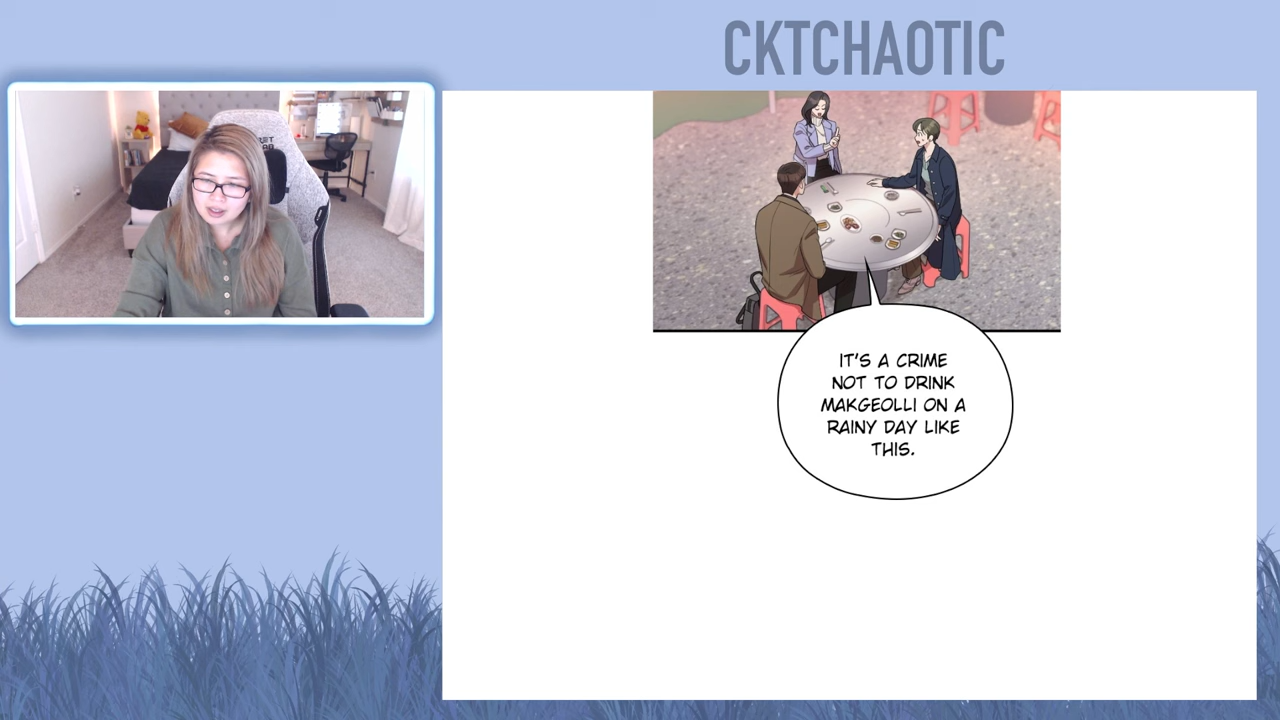 CKTCHAOTIC
IT'S A CRIME
NOT TO DRINK
MAKGEOLLI ON A
RAINY DAY LIKE
THIS.